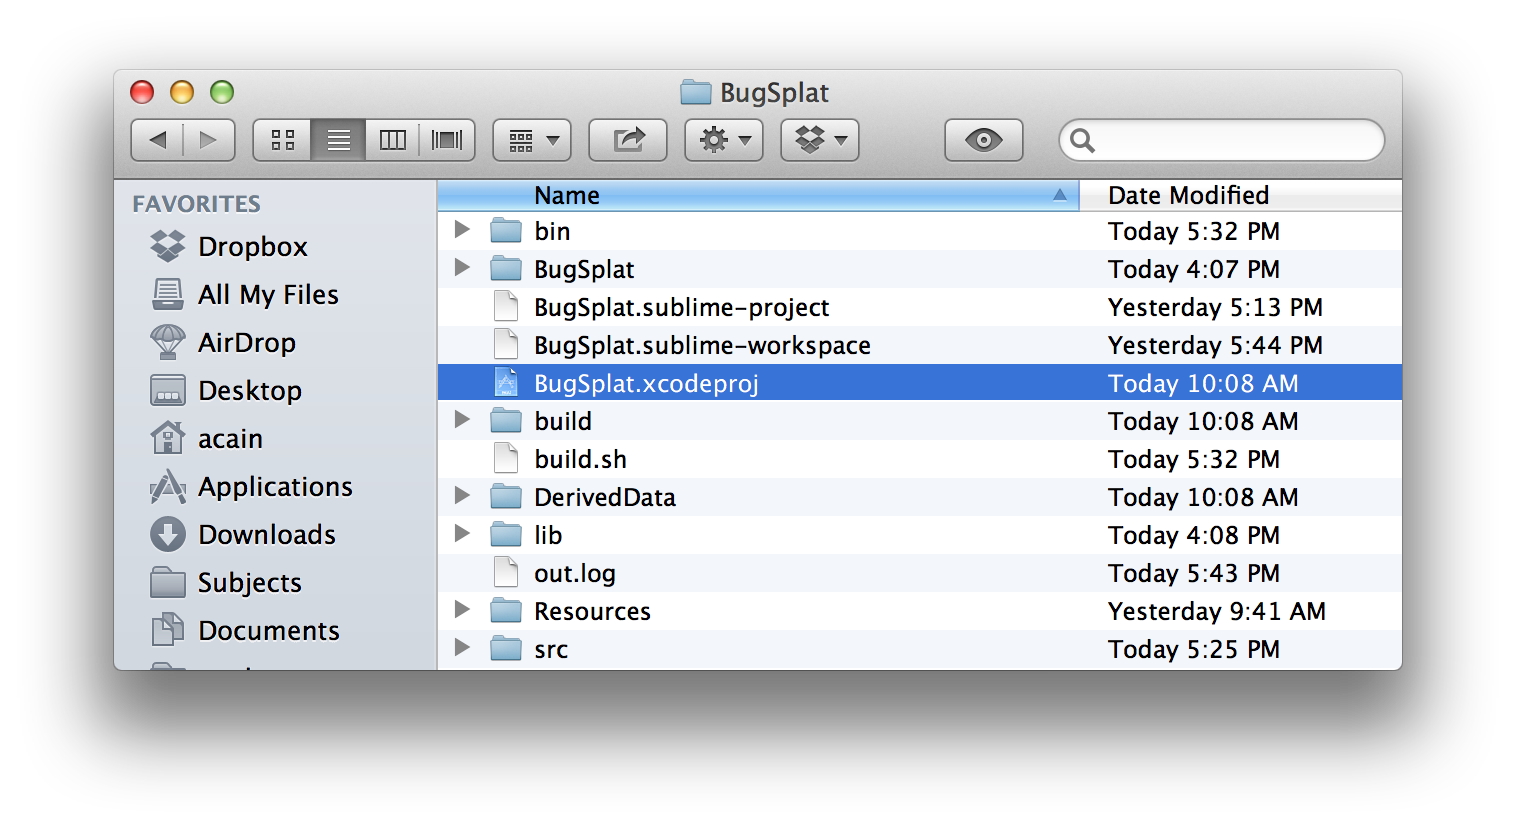 BugSplat
FAVORITES
Dropbox
All My Files
AirDrop
Desktop
acain
Applications
Downloads
Subjects
Documents
Name Date Modified
bin Today 5:32 PM
BugSplat Today 4:07 PM
BugSplat.sublime-project Yesterday 5:13 PM
BugSplat.sublime-workspace Yesterday 5:44 PM
BugSplat.xcodeproj Today 10:08 AM
build Today 10:08 AM
build.sh Today 5:32 PM
DerivedData Today 10:08 AM
lib Today 4:08 PM
out.log Today 5:43 PM
Resources Yesterday 9:41 AM
src Today 5:25 PM